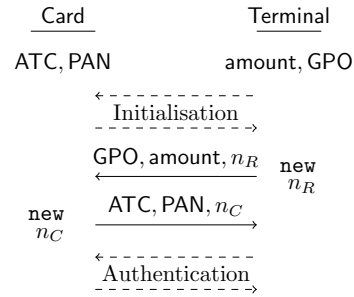 Card Terminal
ATC, PAN amount, GPO
Initialisation
GPO, amount, n_R
new
n_R
ATC, PAN, n_C
new
n_C
Authentication